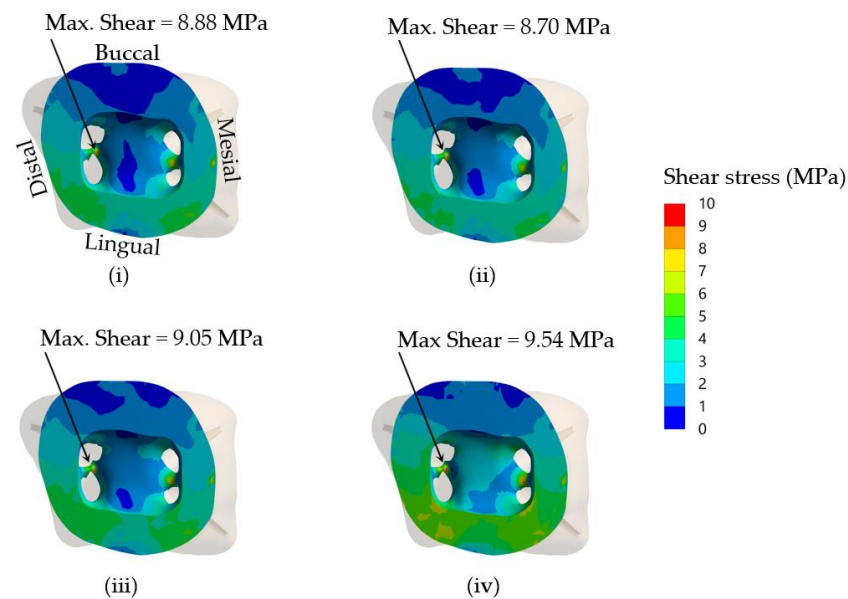 Max. Shear = 8.88 MPa
Buccal
Distal
Mesial
Lingual
(i)
Max. Shear = 8.70 MPa
(ii)
Shear stress (MPa)
10
9
8
7
6
5
4
3
2
1
0
Max. Shear = 9.05 MPa
(iii)
Max Shear = 9.54 MPa
(iv)